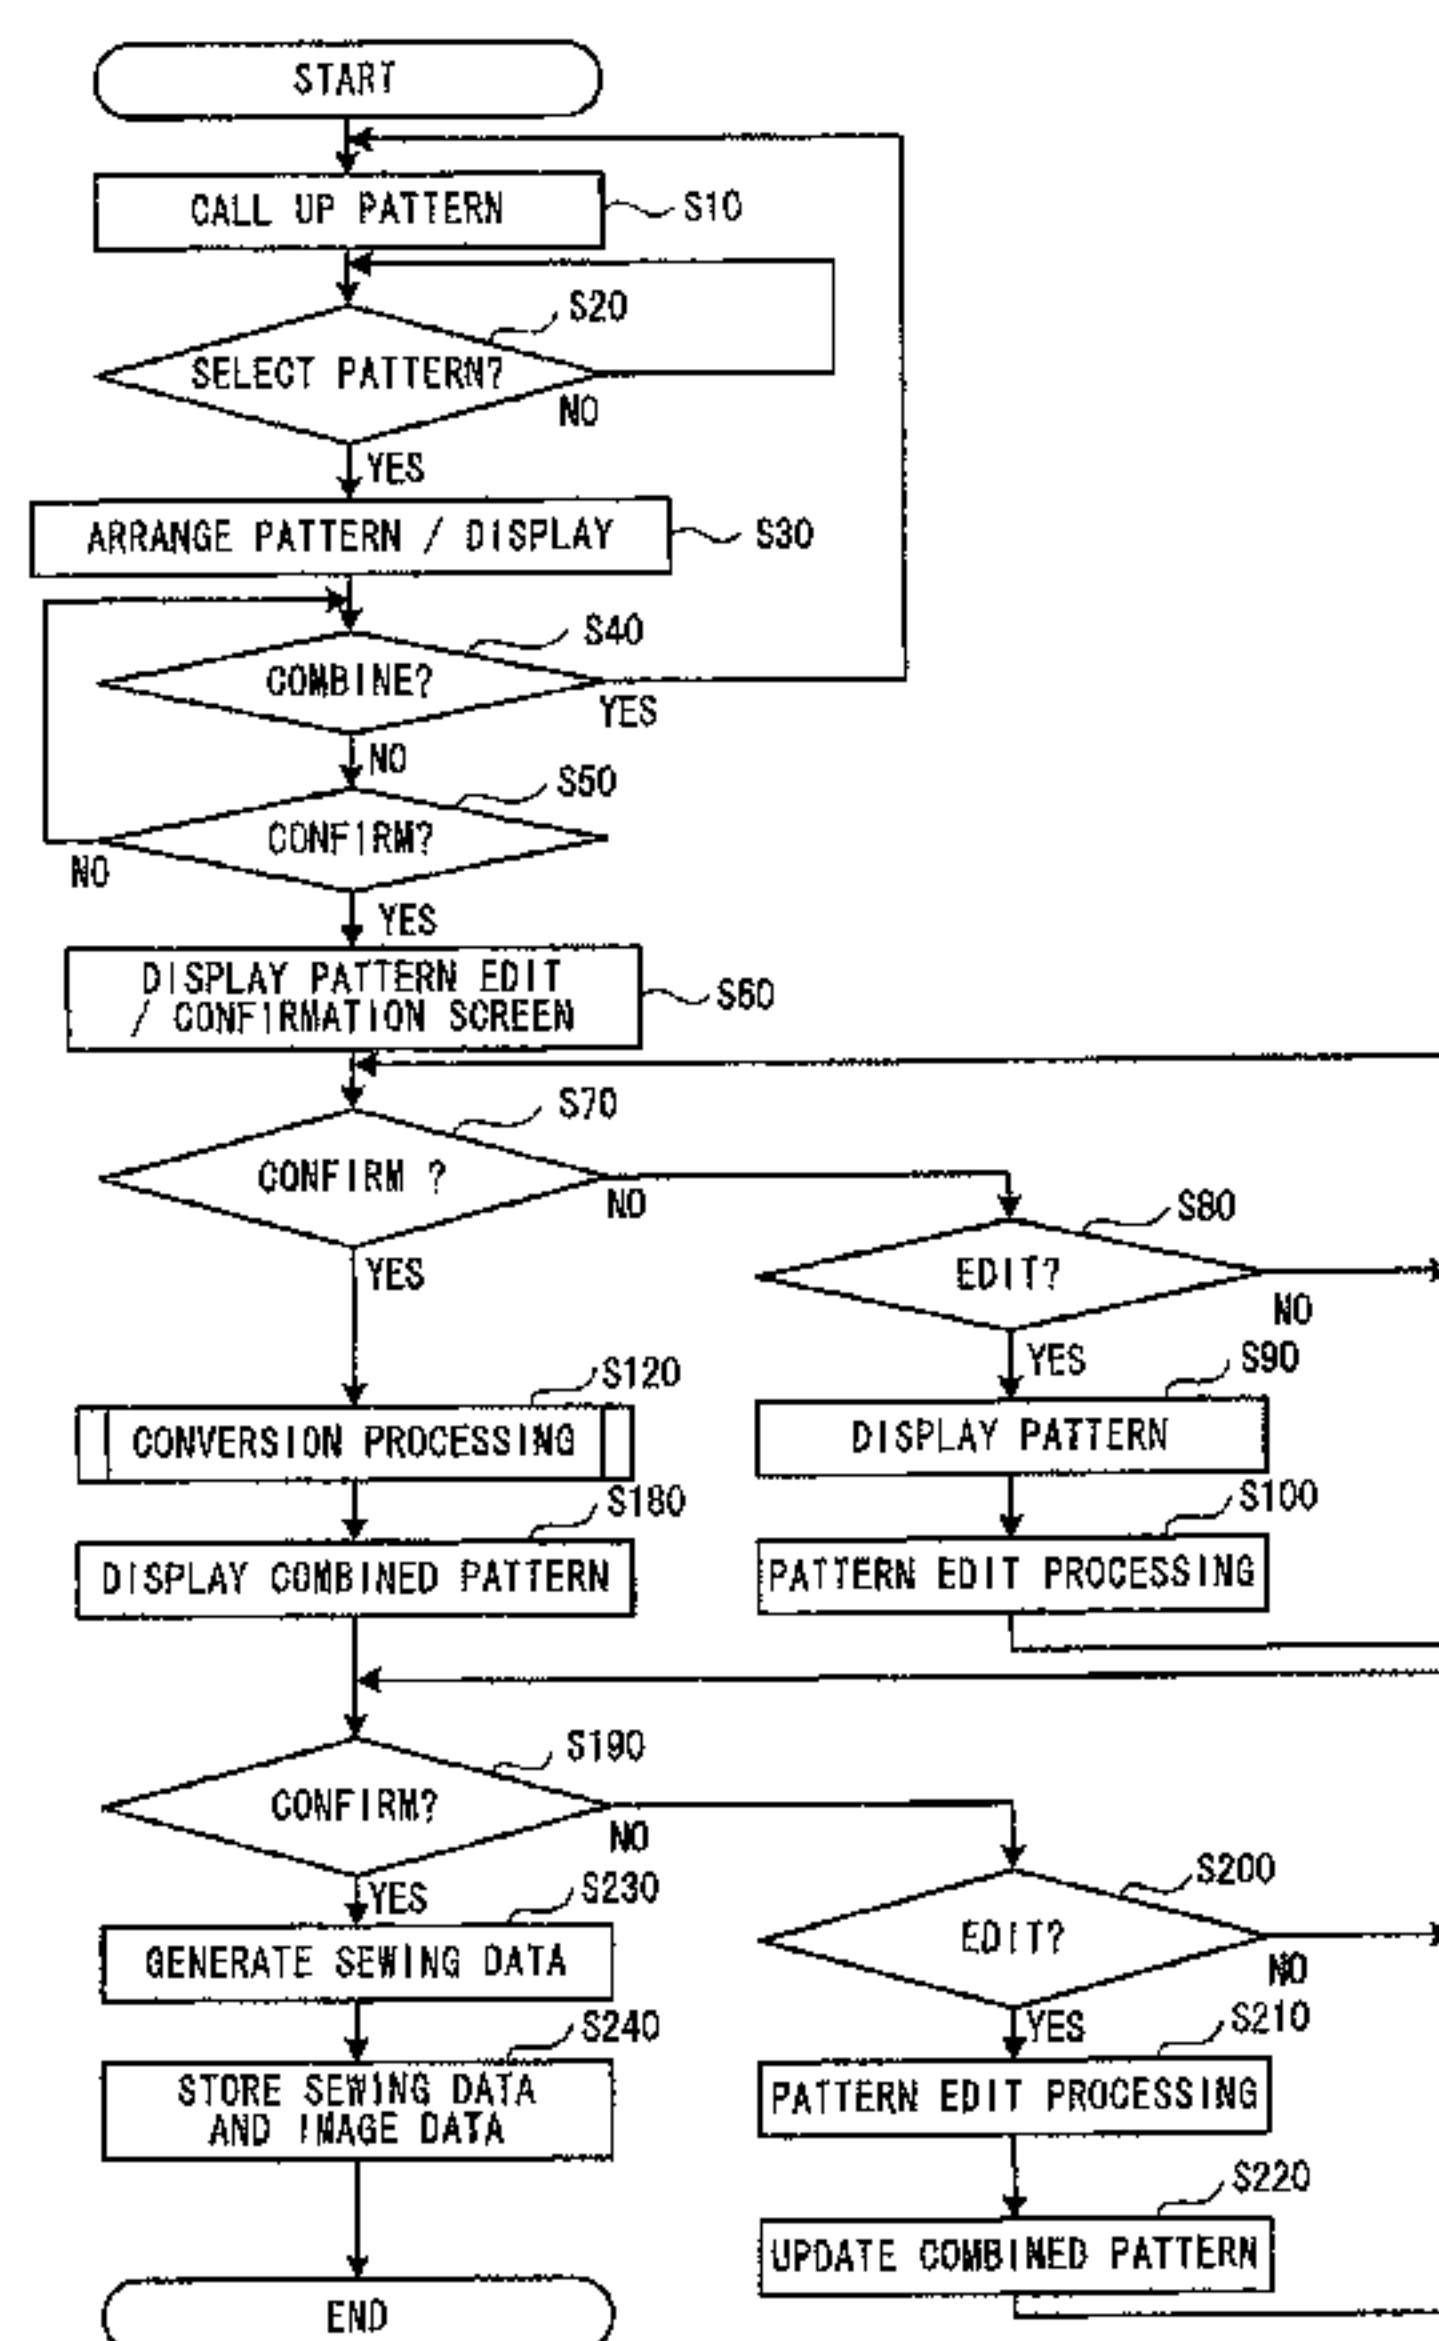 START
CALL UP PATTERN
S10
S20
SELECT PATTERN?
NO
YES
ARRANGE PATTERN / DISPLAY
S30
S40
COMBINE?
YES
NO
S50
CONFIRM?
NO
YES
DISPLAY PATTERN EDIT
/ CONFIRMATION SCREEN
S60
S70
CONFIRM ?
NO
YES
S80
EDIT?
NO
YES
S90
DISPLAY PATTERN
S100
PATTERN EDIT PROCESSING
S120
CONVERSION PROCESSING
S180
DISPLAY COMBINED PATTERN
S190
CONFIRM?
NO
YES
S200
EDIT?
NO
YES
S210
PATTERN EDIT PROCESSING
S220
UPDATE COMBINED PATTERN
S230
GENERATE SEWING DATA
S240
STORE SEWING DATA
AND IMAGE DATA
END